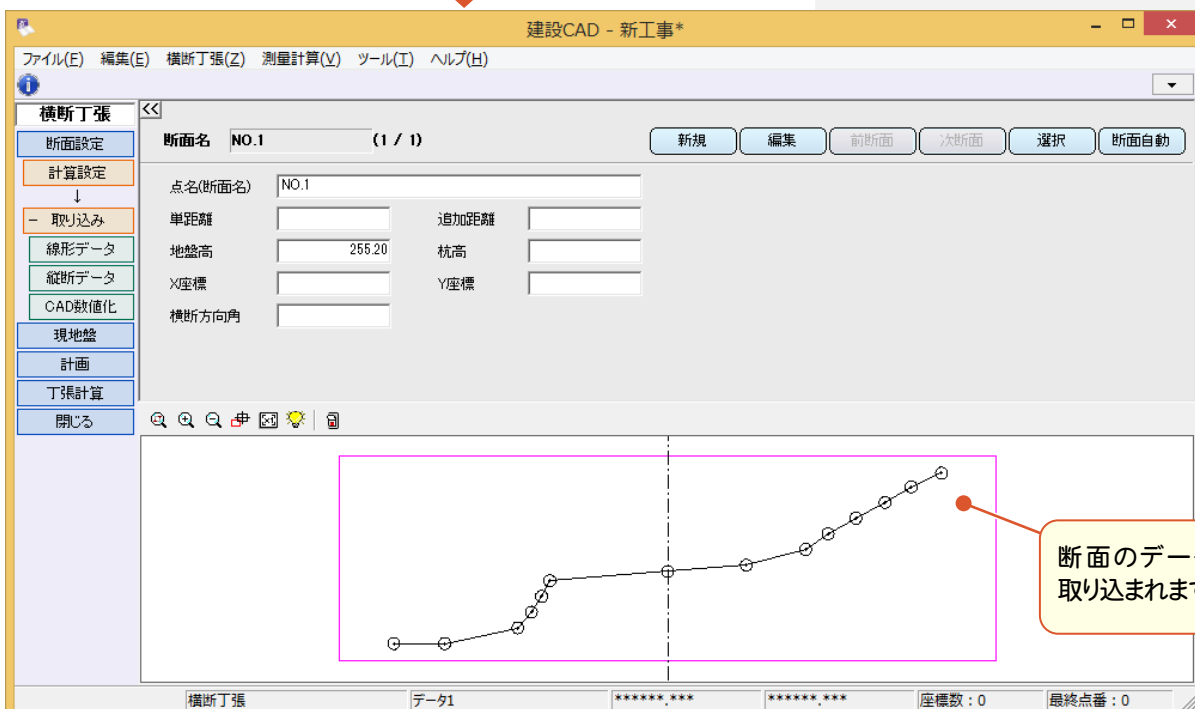 建設CAD - 新工事*
ファイル(F) 編集(E) 横断丁張(Z) 測量計算(V) ツール(T) ヘルプ(H)
横断丁張
断面設定
計算設定
↓
− 取り込み
線形データ
縦断データ
CAD数値化
現地盤
計画
丁張計算
閉じる
<<
断面名 NO.1 (1 / 1)
新規 編集 前断面 次断面 選択 断面自動
点名(断面名) NO.1
単距離 追加距離
地盤高 255.20 杭高
X座標 Y座標
横断方向角
断面のデー
取り込まれます
横断丁張 データ1 ******.*** ******.*** 座標数：0 最終点番：0